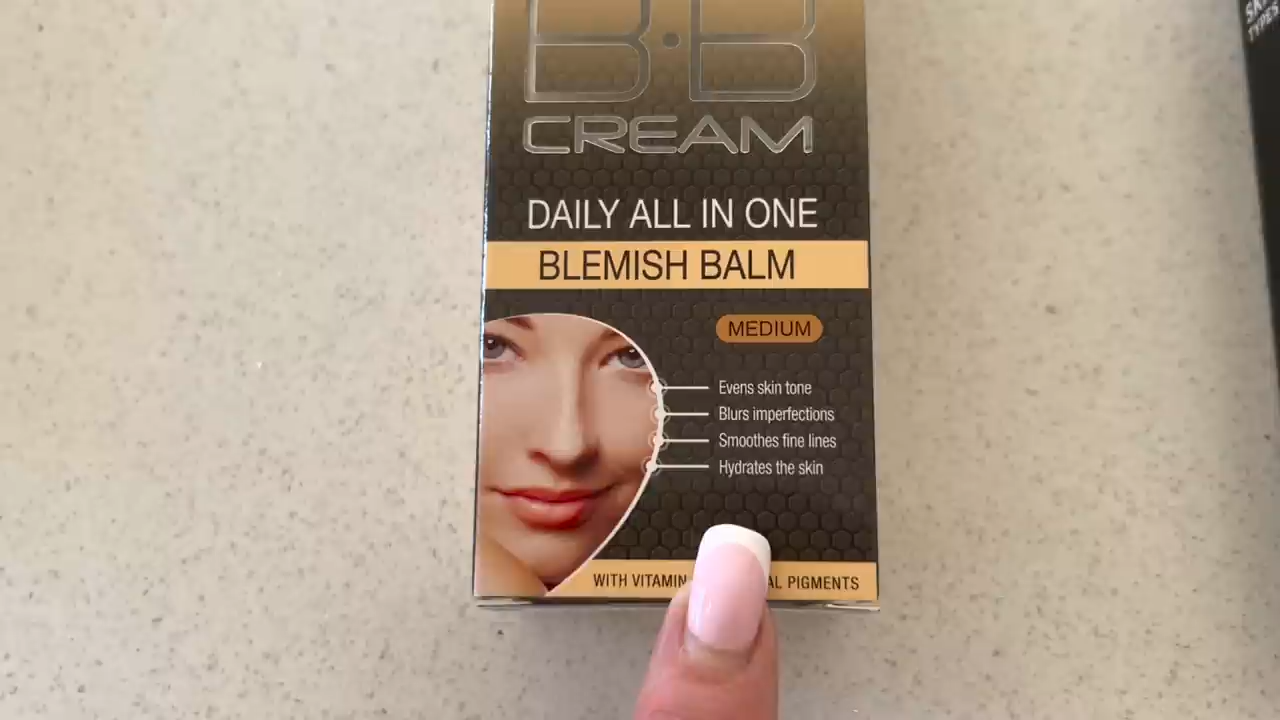 B·B
CREAM
DAILY ALL IN ONE
BLEMISH BALM
MEDIUM
Evens skin tone
Blurs imperfections
Smoothes fine lines
Hydrates the skin
WITH VITAMIN PIGMENTS
TYPES